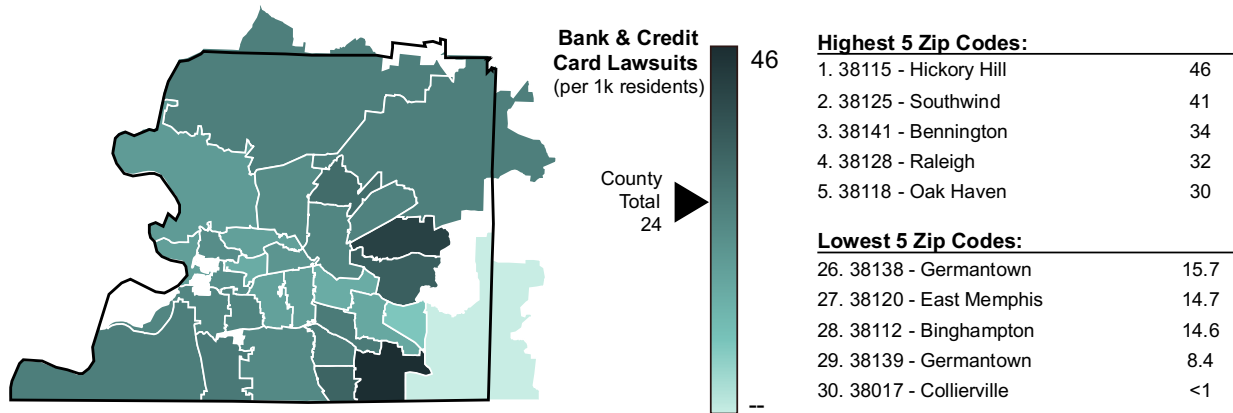 Bank & Credit
Card Lawsuits
(per 1k residents)
46
County
Total
24
--
Highest 5 Zip Codes:
1. 38115 - Hickory Hill 46
2. 38125 - Southwind 41
3. 38141 - Bennington 34
4. 38128 - Raleigh 32
5. 38118 - Oak Haven 30
Lowest 5 Zip Codes:
26. 38138 - Germantown 15.7
27. 38120 - East Memphis 14.7
28. 38112 - Binghampton 14.6
29. 38139 - Germantown 8.4
30. 38017 - Collierville <1